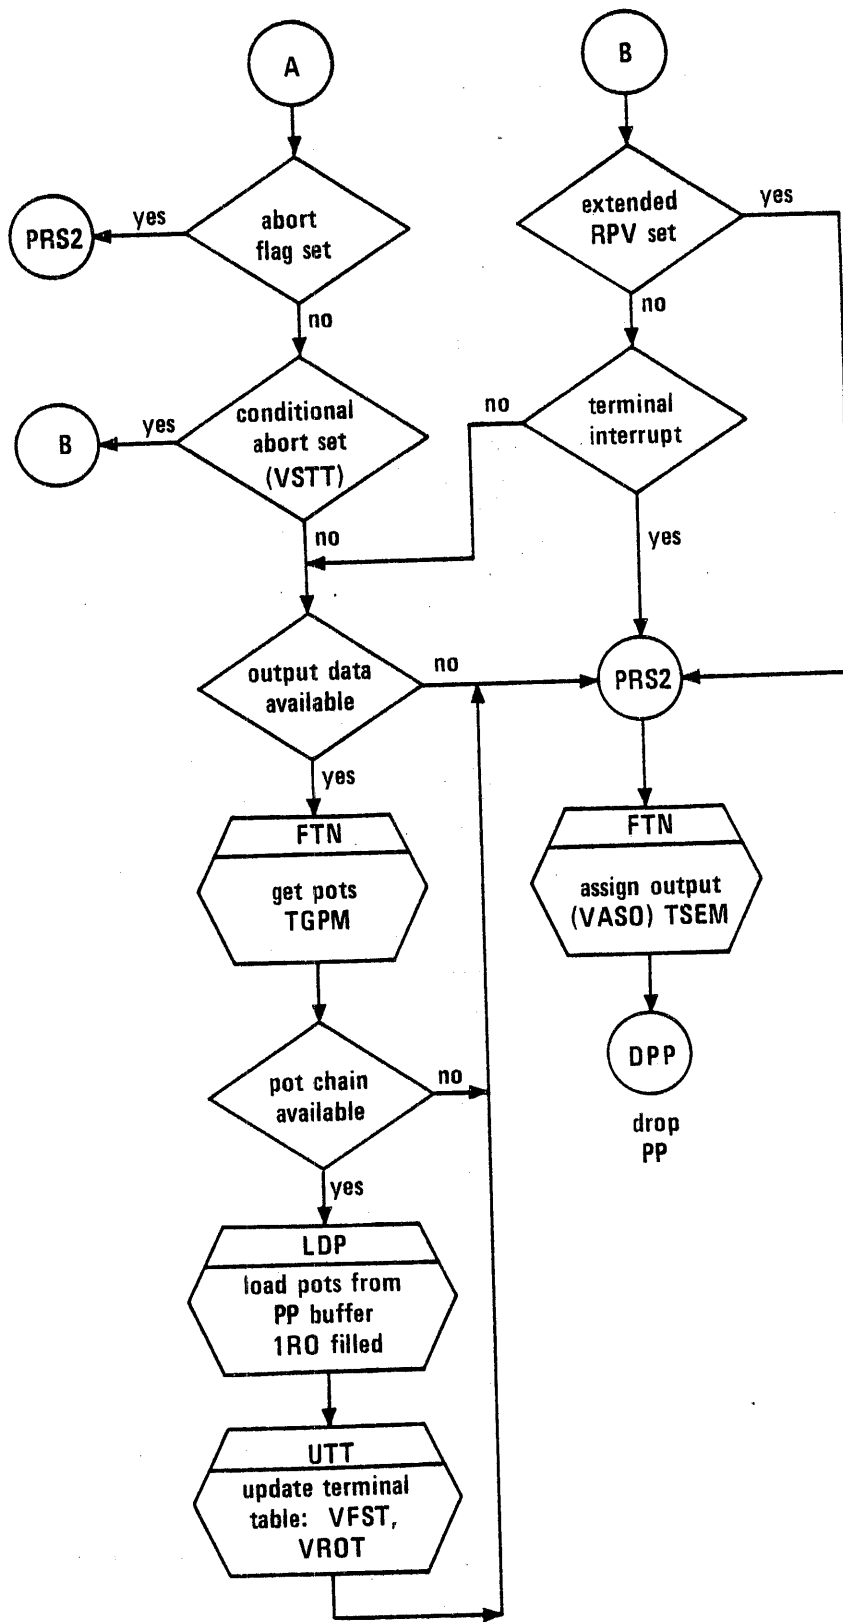 A
abort
flag set
yes
PRS2
no
conditional
abort set
(VSTT)
yes
B
no
output data
available
no
yes
FTN
get pots
TGPM
pot chain
available
no
yes
LDP
load pots from
PP buffer
1RO filled
UTT
update terminal
table: VFST,
VROT
B
extended
RPV set
yes
no
terminal
interrupt
no
yes
PRS2
FTN
assign output
(VASO) TSEM
DPP
drop
PP